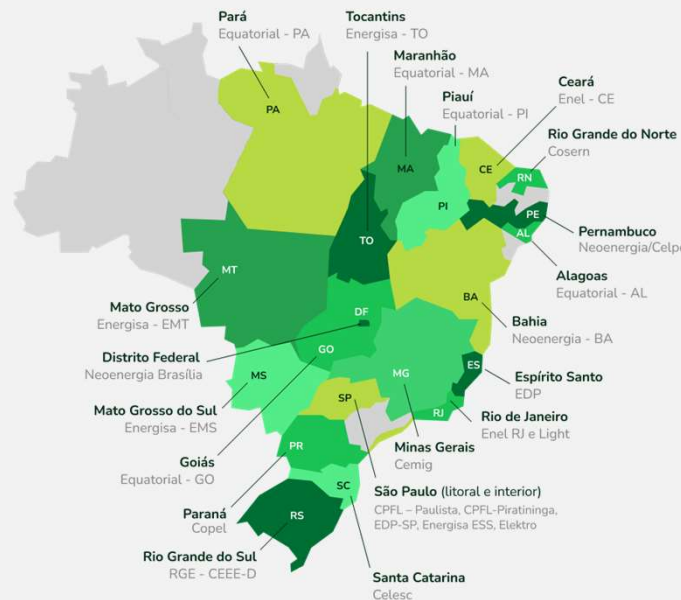 Pará
Equatorial - PA
Tocantins
Energisa - TO
Maranhão
Equatorial - MA
Piauí
Equatorial - PI
Ceará
Enel - CE
Rio Grande do Norte
Cosern
PA
MA
CE
RN
PI
PE
TO
AL
Pernambuco
Neoenergia/Celpe
Alagoas
Equatorial - AL
MT
BA
Mato Grosso
Energisa - EMT
DF
Bahia
Neoenergia - BA
Distrito Federal
Neoenergia Brasília
GO
MS
MG
ES
Espírito Santo
EDP
Mato Grosso do Sul
Energisa - EMS
SP
RJ
Rio de Janeiro
Enel RJ e Light
Goiás
Equatorial - GO
PR
Minas Gerais
Cemig
SC
São Paulo (litoral e interior)
CPFL – Paulista, CPFL-Piratininga,
EDP-SP, Energisa ESS, Elektro
Paraná
Copel
RS
Rio Grande do Sul
RGE - CEEE-D
Santa Catarina
Celesc